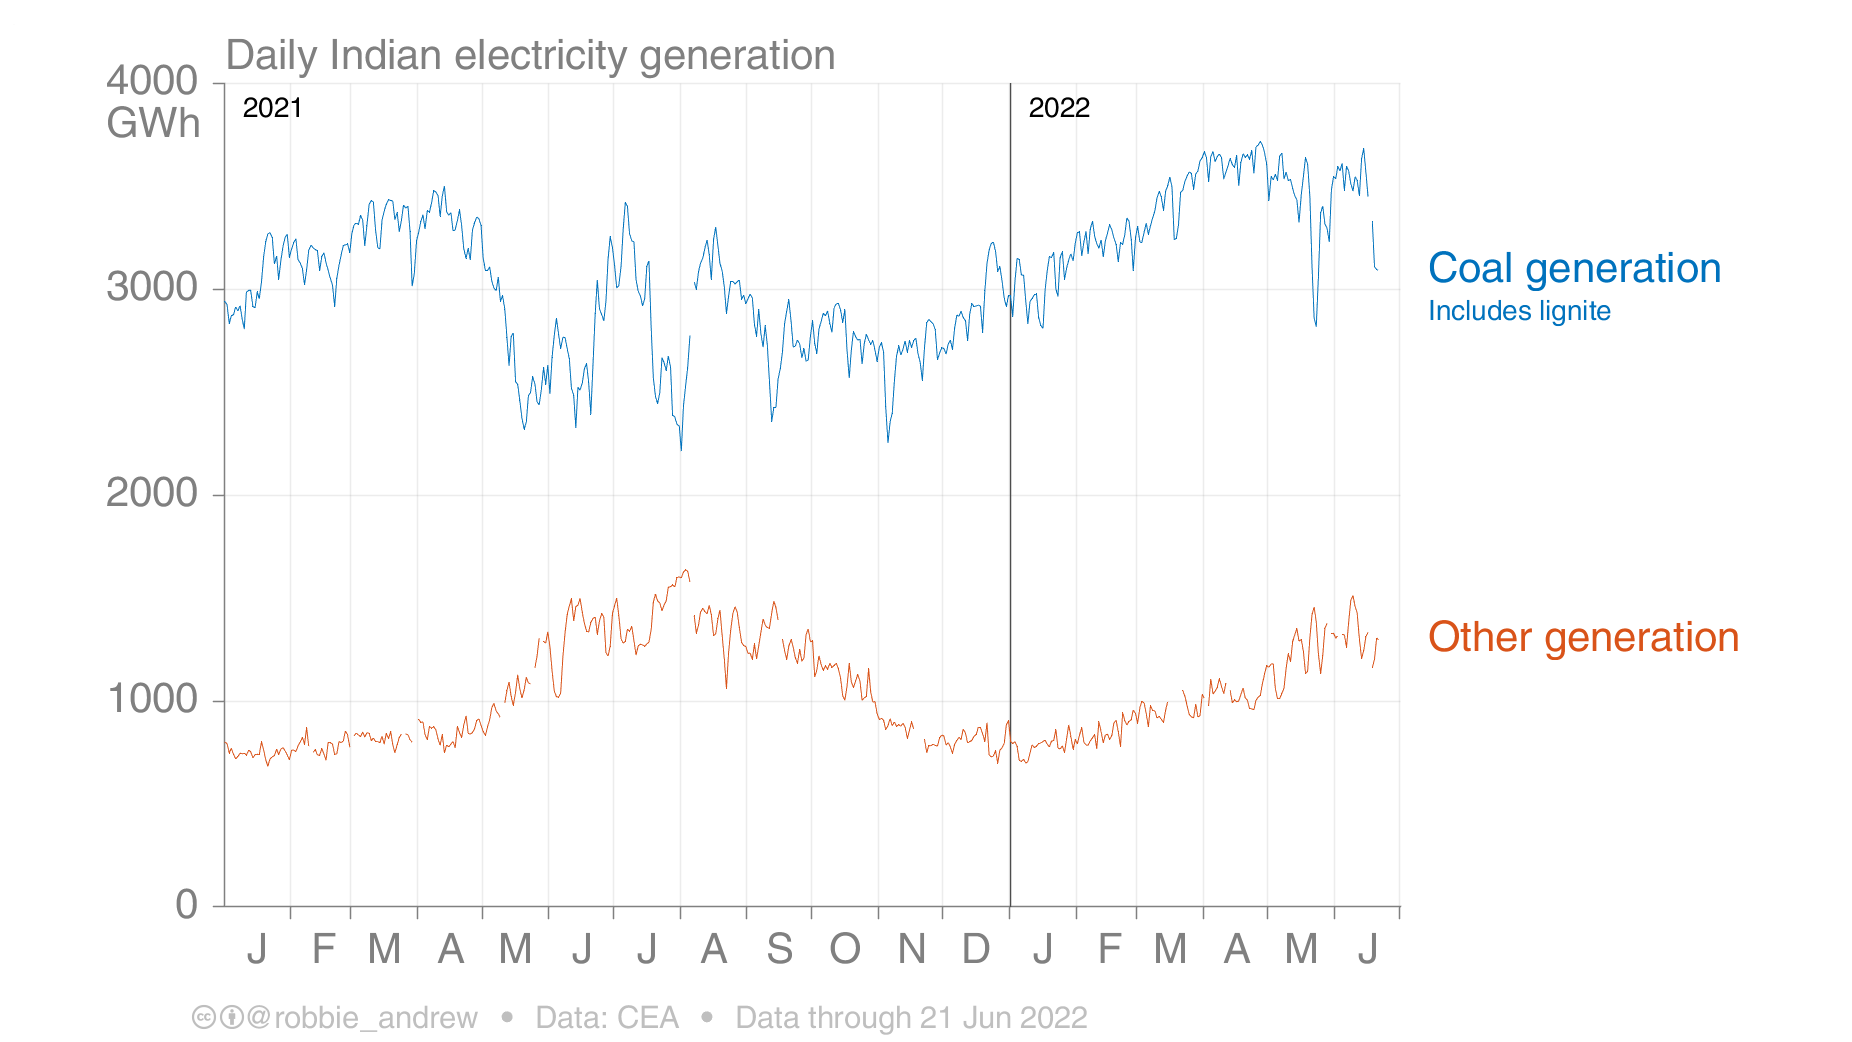 Daily Indian electricity generation
4000
GWh
2021
2022
3000
2000
1000
0
Coal generation
Includes lignite
Other generation
J F M A M J J A S O N D J F M A M J
cc @robbie_andrew • Data: CEA • Data through 21 Jun 2022